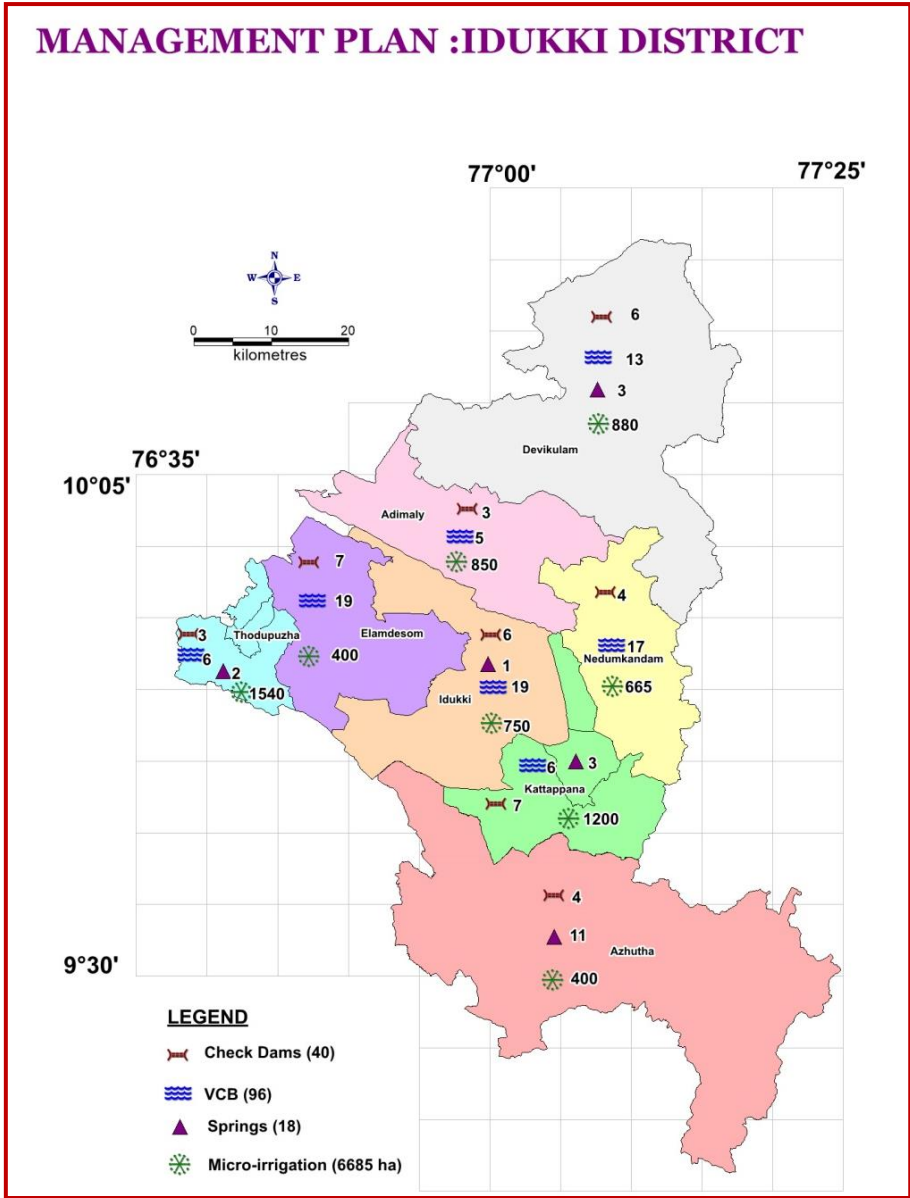 MANAGEMENT PLAN :IDUKKI DISTRICT
77°00'
77°25'
N
W E
S
0 10 20
kilometres
6
13
3
880
Devikulam
76°35'
10°05'
Adimaly
3
5
850
7
19
Elamdesom
400
4
17
Nedumkandam
665
3
Thodupuzha
6
2
1540
6
1
19
Idukki
750
6
3
Kattappana
7
1200
4
11
Azhutha
400
9°30'
LEGEND
Check Dams (40)
VCB (96)
Springs (18)
Micro-irrigation (6685 ha)